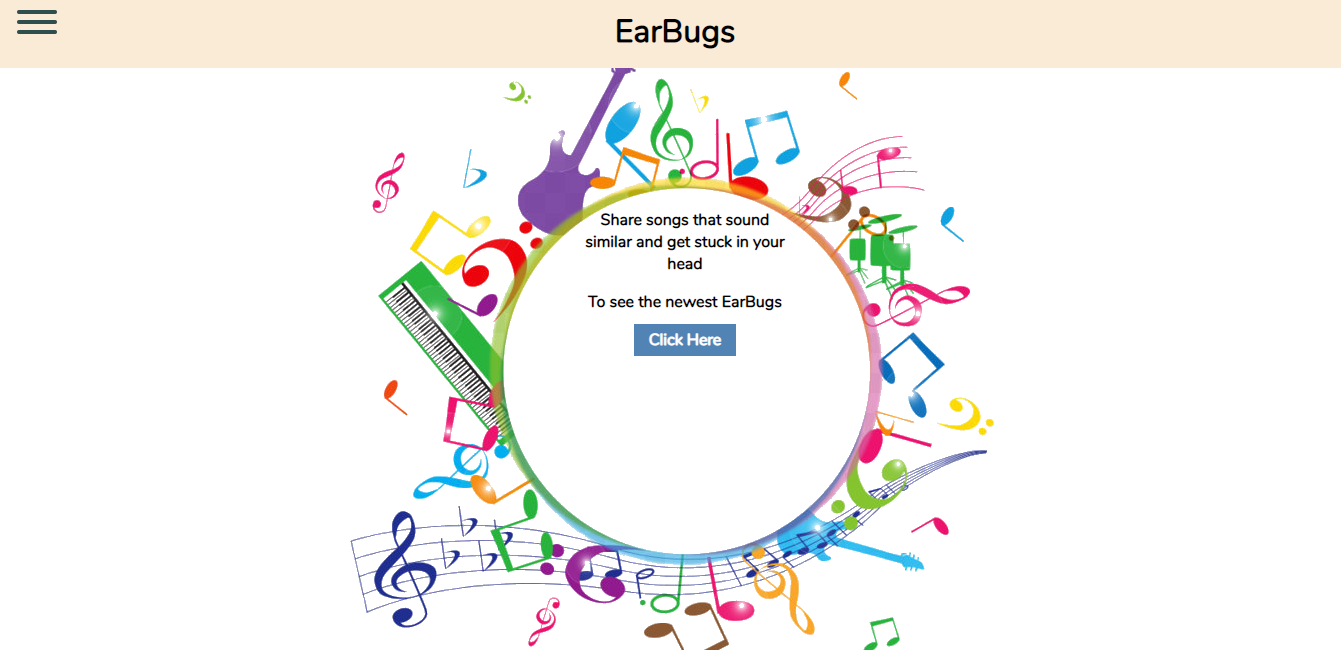 EarBugs
Share songs that sound
similar and get stuck in your
head
To see the newest EarBugs
Click Here